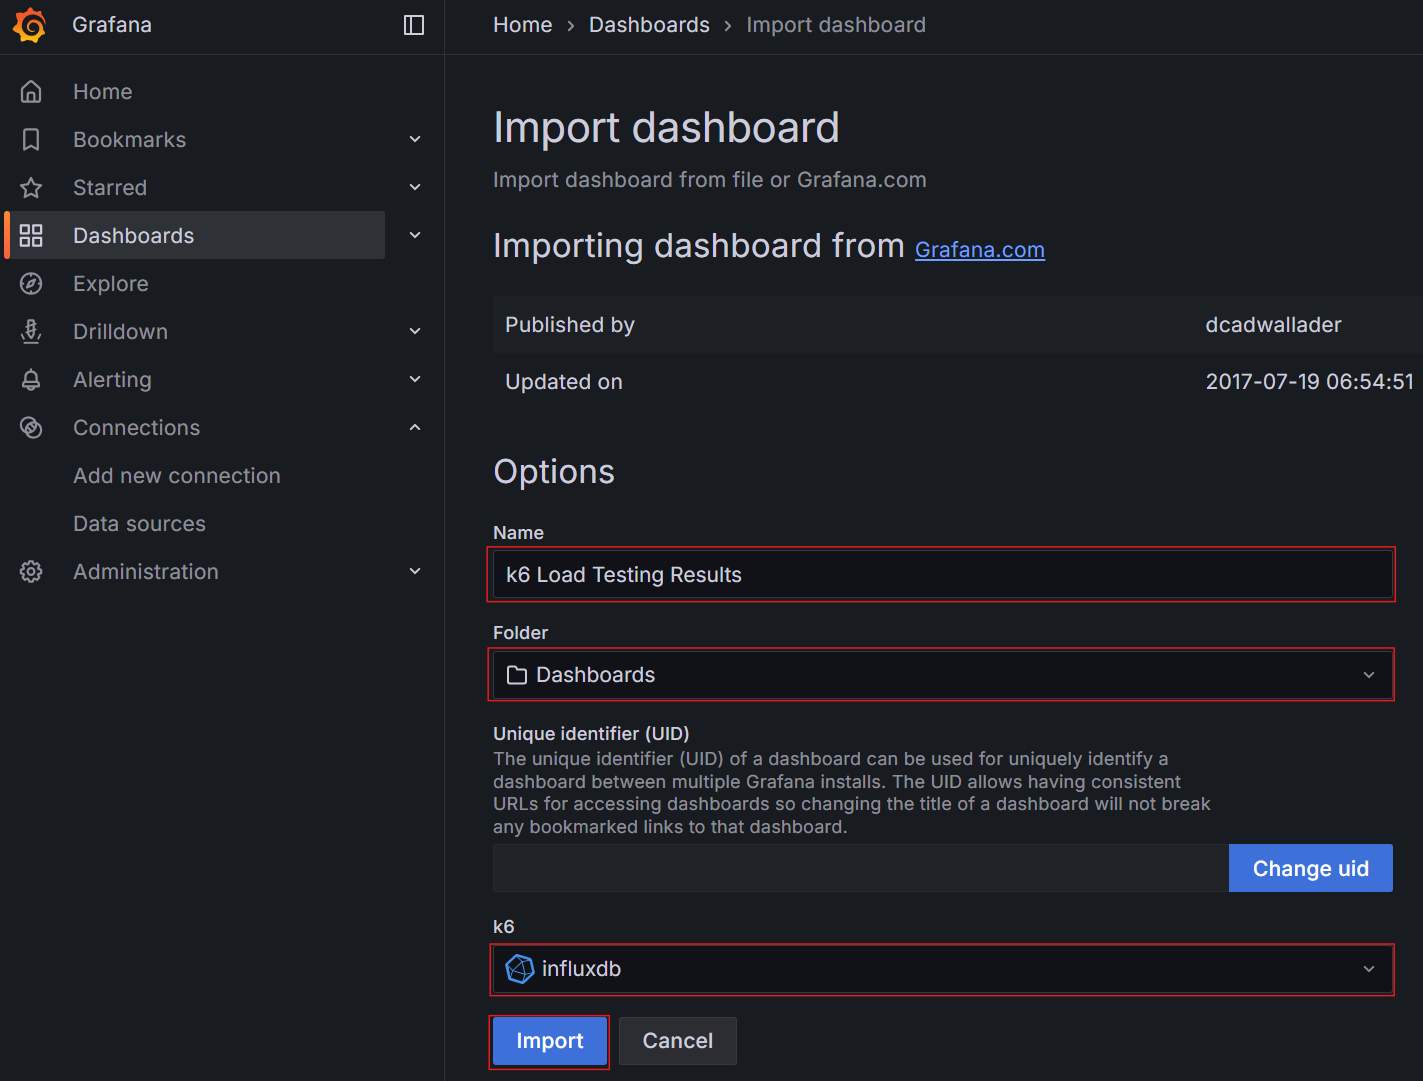 Grafana
Home
Bookmarks
Starred
Dashboards
Explore
Drilldown
Alerting
Connections
Add new connection
Data sources
Administration
Home › Dashboards › Import dashboard
Import dashboard
Import dashboard from file or Grafana.com
Importing dashboard from Grafana.com
Published by dcadwallader
Updated on 2017-07-19 06:54:51
Options
Name
k6 Load Testing Results
Folder
Dashboards
Unique identifier (UID)
The unique identifier (UID) of a dashboard can be used for uniquely identify a
dashboard between multiple Grafana installs. The UID allows having consistent
URLs for accessing dashboards so changing the title of a dashboard will not break
any bookmarked links to that dashboard.
Change uid
k6
influxdb
Import Cancel